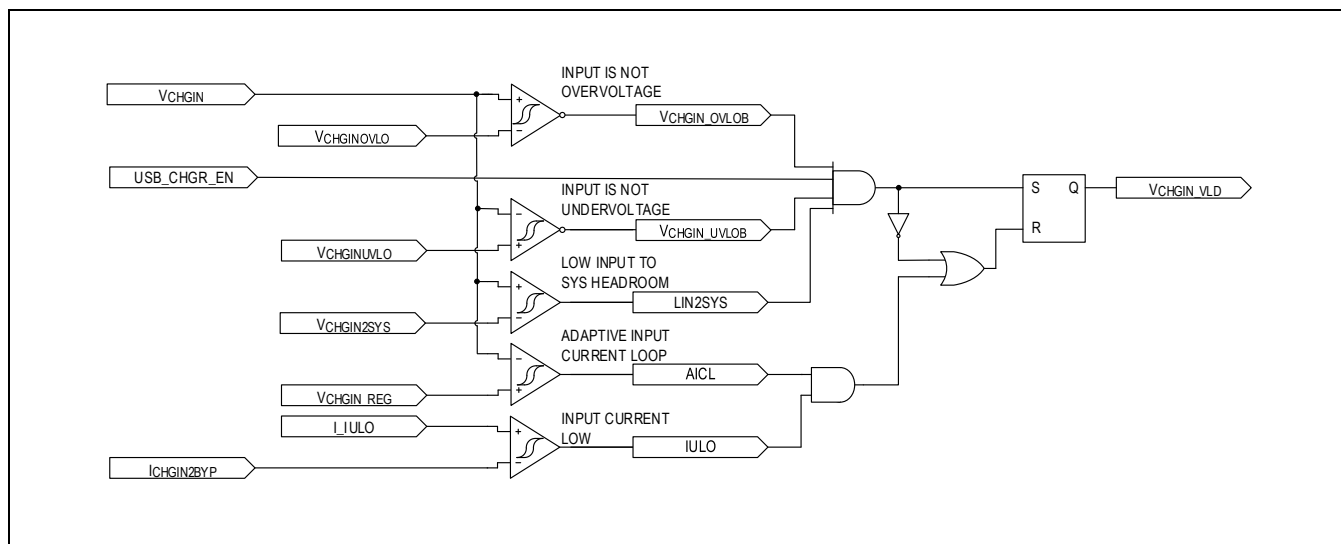 INPUT IS NOT
OVERVOLTAGE
VCHGIN
VCHGINOVLO
VCHGIN_OVLOB
USB_CHGR_EN
INPUT IS NOT
UNDERVOLTAGE
VCHGINUVLO
VCHGIN_UVLOB
S Q
R
VCHGIN_VLD
LOW INPUT TO
SYS HEADROOM
VCHGIN2SYS
LIN2SYS
ADAPTIVE INPUT
CURRENT LOOP
VCHGIN_REG
AICL
I_IULO
INPUT CURRENT
LOW
IULO
ICHGIN2BYP
+
−
−
+
+
−
−
+
+
−